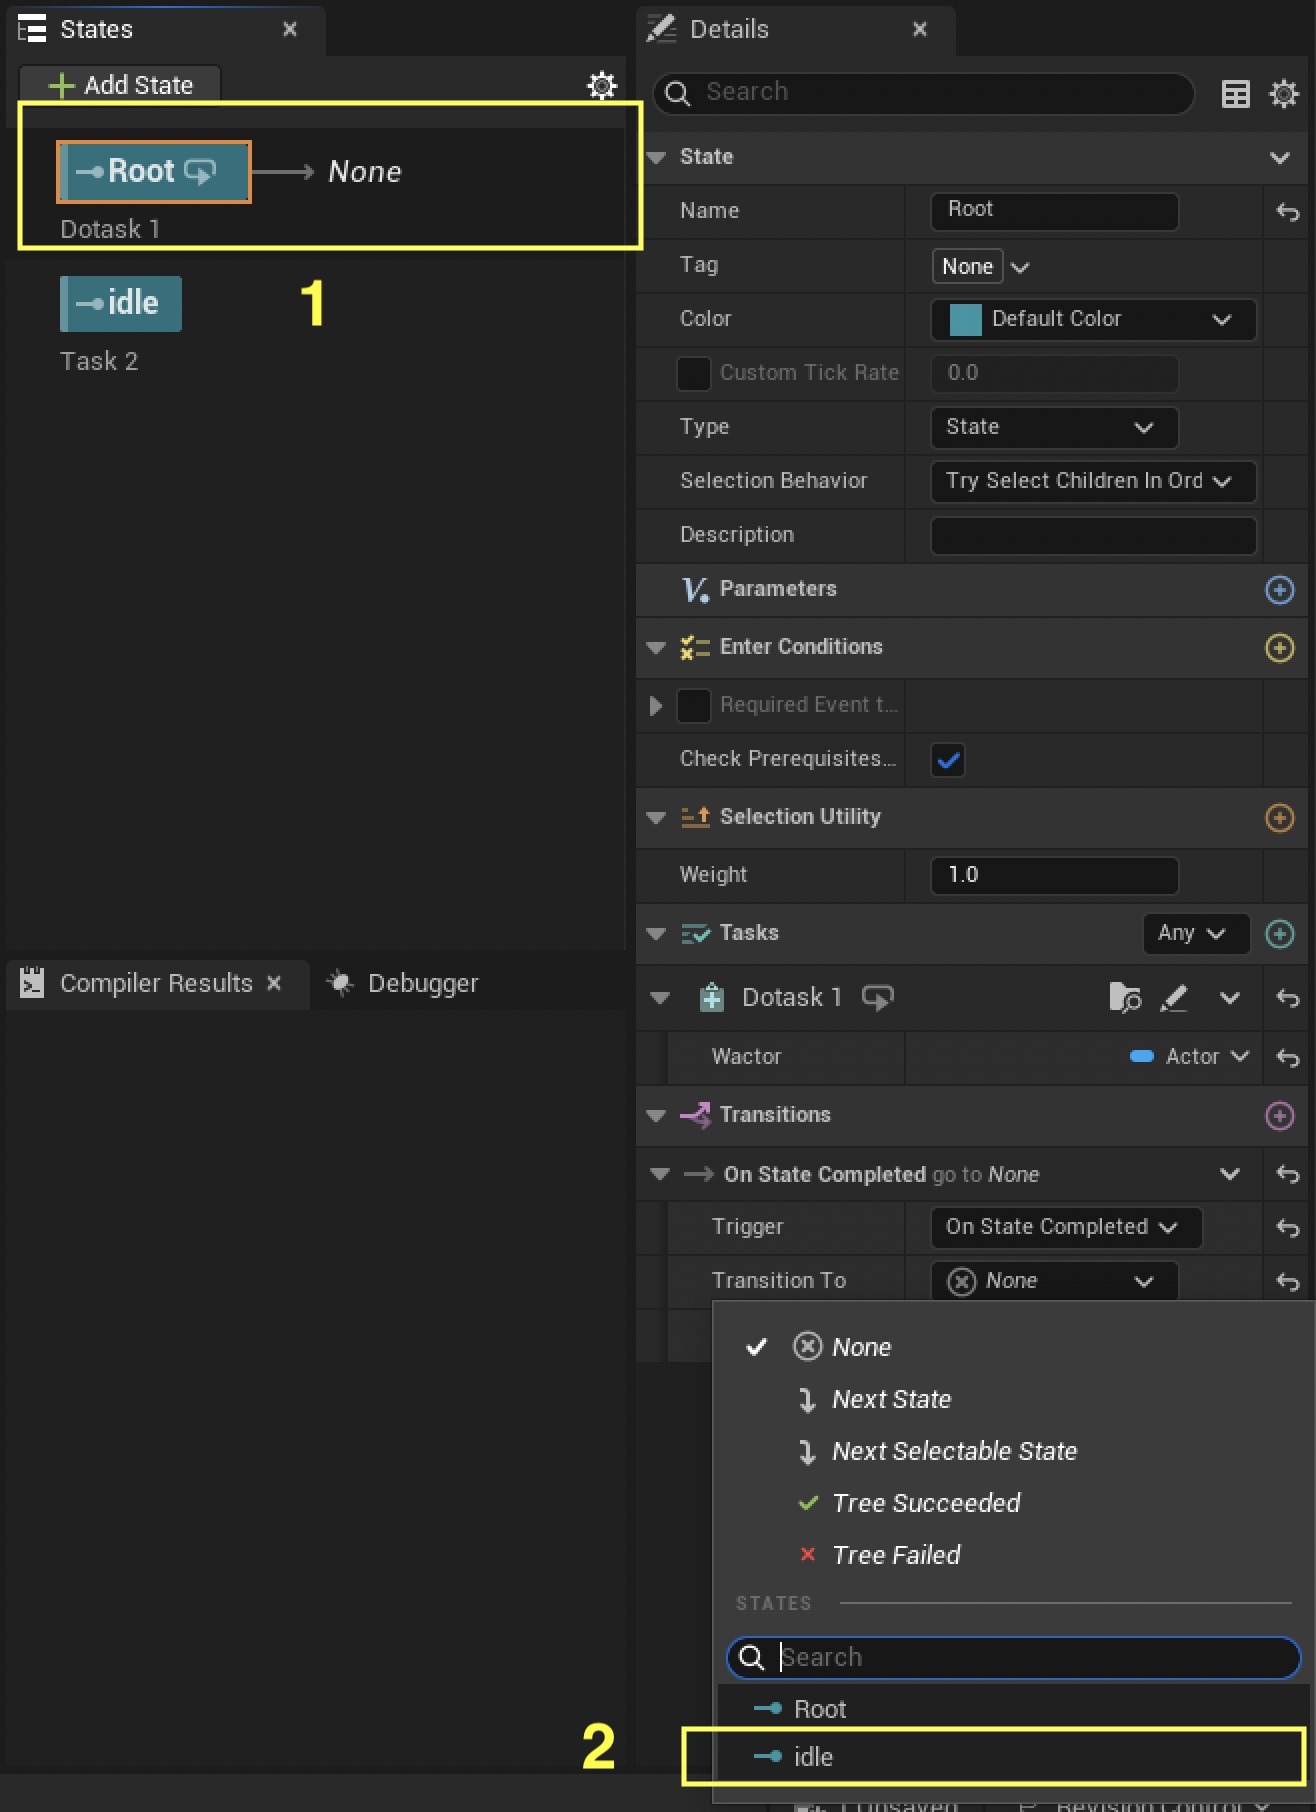 States
Add State
Root
None
Dotask 1
1
idle
Task 2
Compiler Results
Debugger
Details
Search
State
Name
Root
Tag
None
Color
Default Color
Custom Tick Rate
0.0
Type
State
Selection Behavior
Try Select Children In Ord
Description
Parameters
Enter Conditions
Required Event t...
Check Prerequisites...
Selection Utility
Weight
1.0
Tasks
Any
Dotask 1
Wactor
Actor
Transitions
On State Completed go to None
Trigger
On State Completed
Transition To
None
None
Next State
Next Selectable State
Tree Succeeded
Tree Failed
STATES
Search
Root
2
idle
1 Unsaved
Revision Control